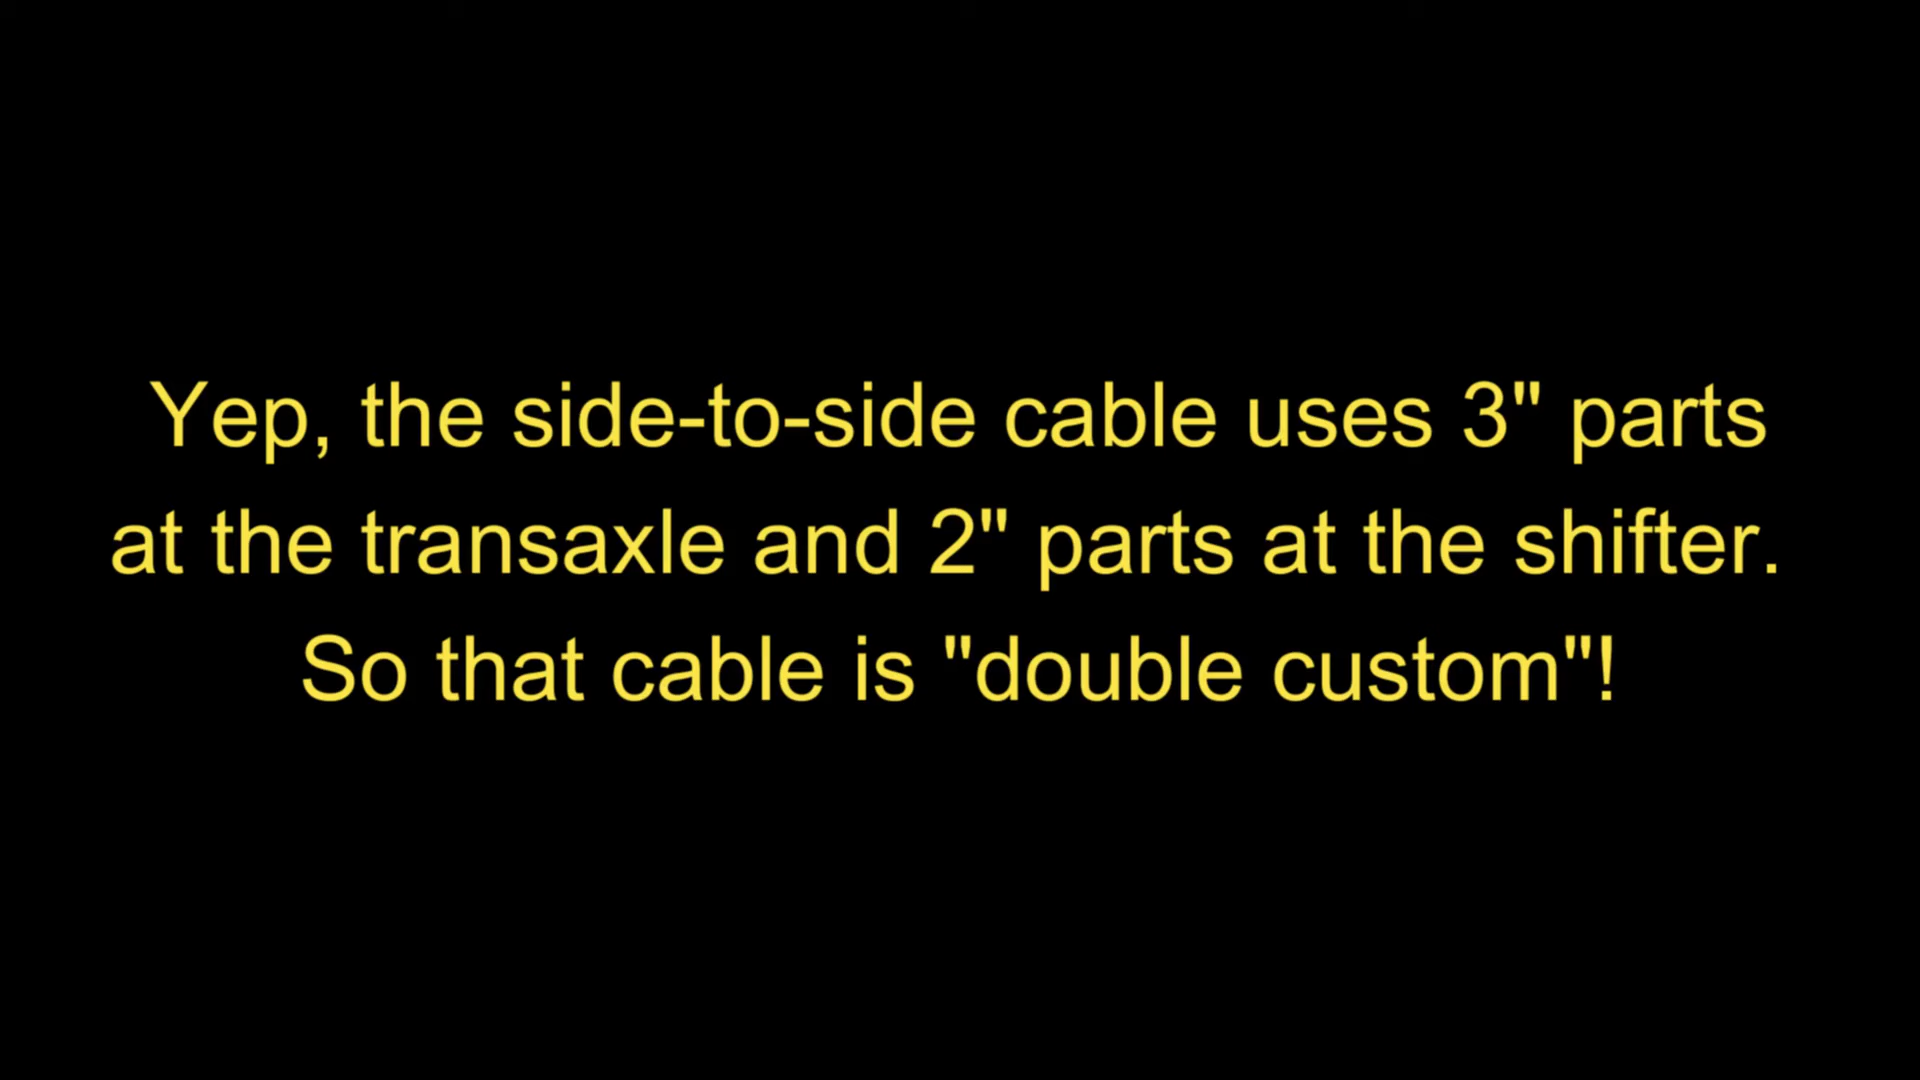 Yep, the side-to-side cable uses 3" parts
at the transaxle and 2" parts at the shifter.
So that cable is "double custom"!